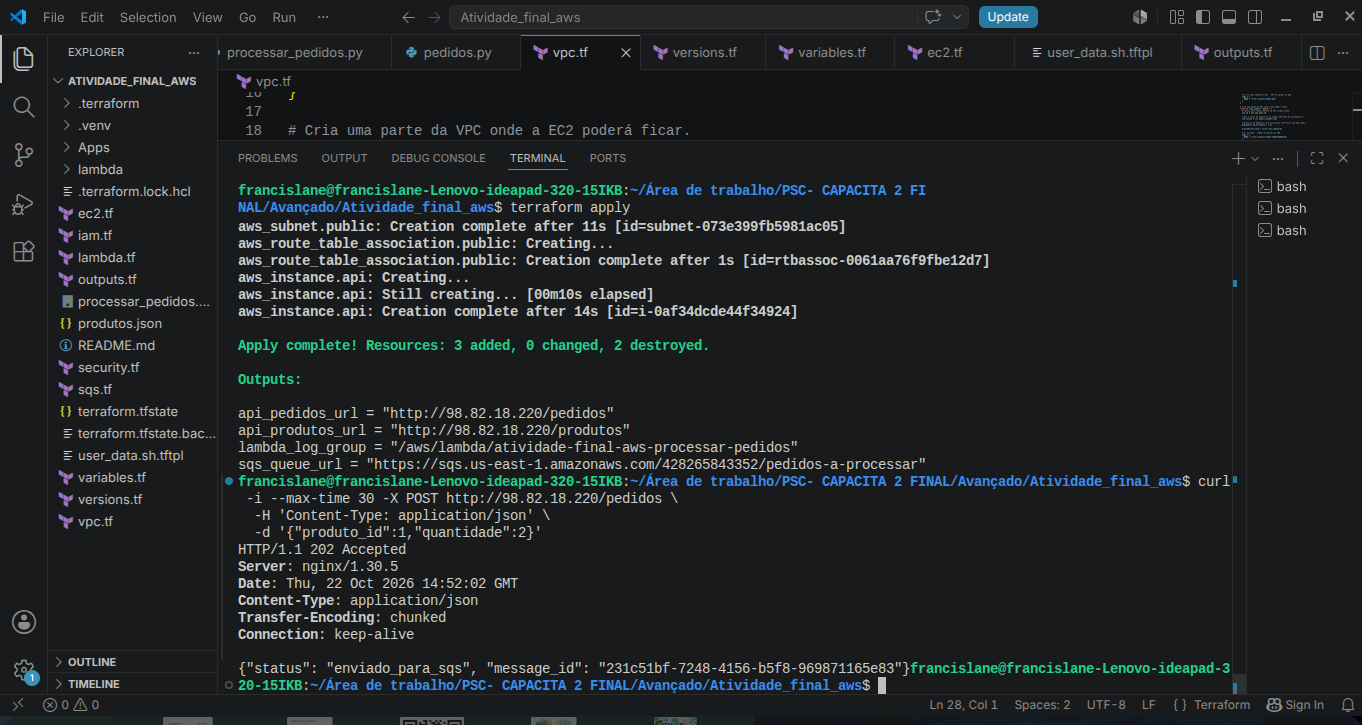 File Edit Selection View Go Run ···
Atividade_final_aws
Update
EXPLORER ···
ATIVIDADE_FINAL_AWS
.terraform
.venv
Apps
lambda
.terraform.lock.hcl
ec2.tf
iam.tf
lambda.tf
outputs.tf
processar_pedidos....
produtos.json
README.md
security.tf
sqs.tf
terraform.tfstate
terraform.tfstate.bac...
user_data.sh.tftpl
variables.tf
versions.tf
vpc.tf
OUTLINE
TIMELINE
processar_pedidos.py pedidos.py vpc.tf versions.tf variables.tf ec2.tf user_data.sh.tftpl outputs.tf ···
vpc.tf
16 }
17
18 # Cria uma parte da VPC onde a EC2 poderá ficar.
PROBLEMS OUTPUT DEBUG CONSOLE TERMINAL PORTS
bash
bash
bash
francislane@francislane-Lenovo-ideapad-320-15IKB:~/Área de trabalho/PSC- CAPACITA 2 FI
NAL/Avançado/Atividade_final_aws$ terraform apply
aws_subnet.public: Creation complete after 11s [id=subnet-073e399fb5981ac05]
aws_route_table_association.public: Creating...
aws_route_table_association.public: Creation complete after 1s [id=rtbassoc-0061aa76f9fbe12d7]
aws_instance.api: Creating...
aws_instance.api: Still creating... [00m10s elapsed]
aws_instance.api: Creation complete after 14s [id=i-0af34dcde44f34924]
Apply complete! Resources: 3 added, 0 changed, 2 destroyed.
Outputs:
api_pedidos_url = "http://98.82.18.220/pedidos"
api_produtos_url = "http://98.82.18.220/produtos"
lambda_log_group = "/aws/lambda/atividade-final-aws-processar-pedidos"
sqs_queue_url = "https://sqs.us-east-1.amazonaws.com/428265843352/pedidos-a-processar"
francislane@francislane-Lenovo-ideapad-320-15IKB:~/Área de trabalho/PSC- CAPACITA 2 FINAL/Avançado/Atividade_final_aws$ curl
-i --max-time 30 -X POST http://98.82.18.220/pedidos \
-H 'Content-Type: application/json' \
-d '{"produto_id":1,"quantidade":2}'
HTTP/1.1 202 Accepted
Server: nginx/1.30.5
Date: Thu, 22 Oct 2026 14:52:02 GMT
Content-Type: application/json
Transfer-Encoding: chunked
Connection: keep-alive
{"status": "enviado_para_sqs", "message_id": "231c51bf-7248-4156-b5f8-969871165e83"}francislane@francislane-Lenovo-ideapad-3
20-15IKB:~/Área de trabalho/PSC- CAPACITA 2 FINAL/Avançado/Atividade_final_aws$
1
0 0
Ln 28, Col 1 Spaces: 2 UTF-8 LF { } Terraform Sign In